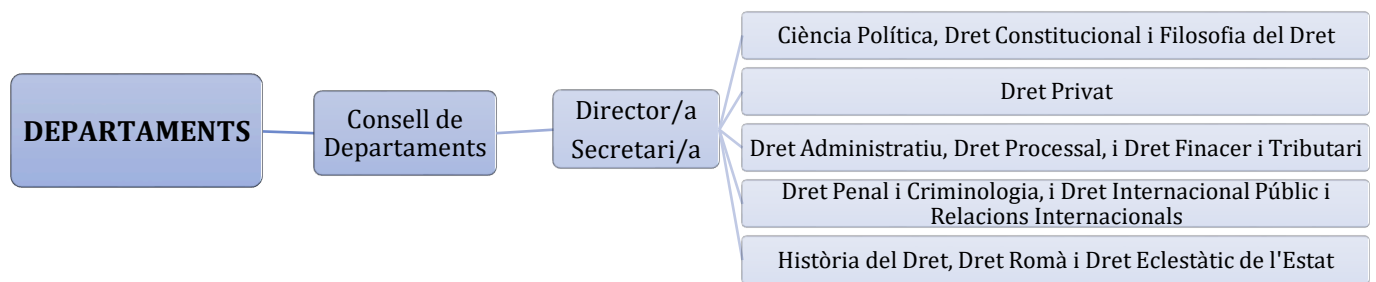 DEPARTAMENTS
Consell de
Departaments
Director/a
Secretari/a
Ciència Política, Dret Constitucional i Filosofia del Dret
Dret Privat
Dret Administratiu, Dret Processal, i Dret Finacer i Tributari
Dret Penal i Criminologia, i Dret Internacional Públic i
Relacions Internacionals
Història del Dret, Dret Romà i Dret Eclestàtic de l'Estat